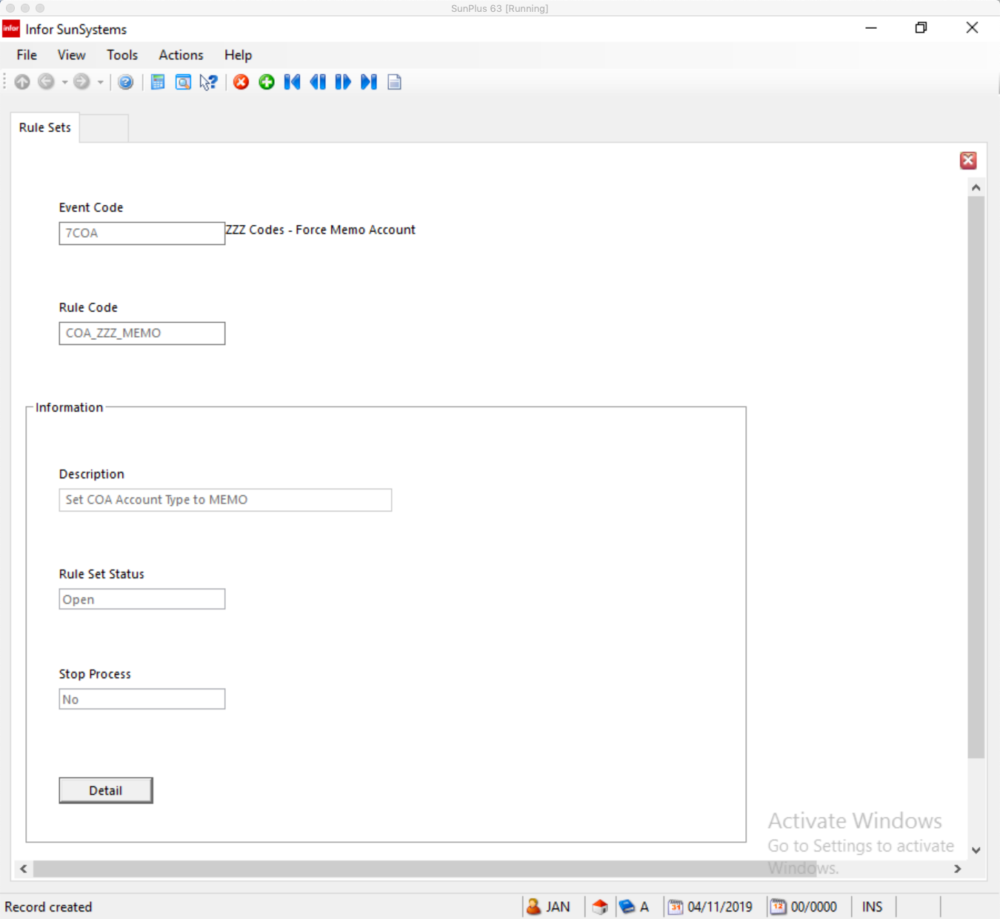 SunPlus 63 [Running]
infor Infor SunSystems
File View Tools Actions Help
Rule Sets
Event Code
7COA ZZZ Codes - Force Memo Account
Rule Code
COA_ZZZ_MEMO
Information
Description
Set COA Account Type to MEMO
Rule Set Status
Open
Stop Process
No
Detail
Activate Windows
Go to Settings to activate
Windows.
Record created JAN A 31 04/11/2019 12 00/0000 INS